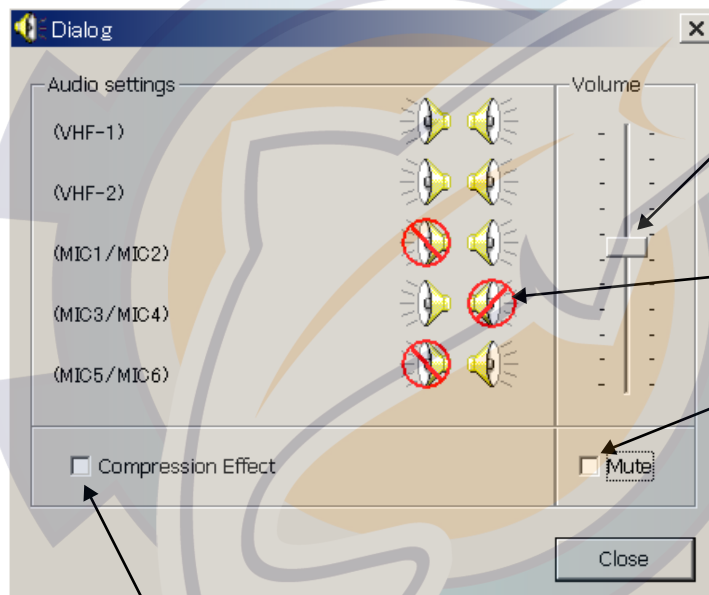 Dialog
Audio settings
Volume
(VHF-1)
(VHF-2)
(MIC1/MIC2)
(MIC3/MIC4)
(MIC5/MIC6)
Compression Effect
Mute
Close